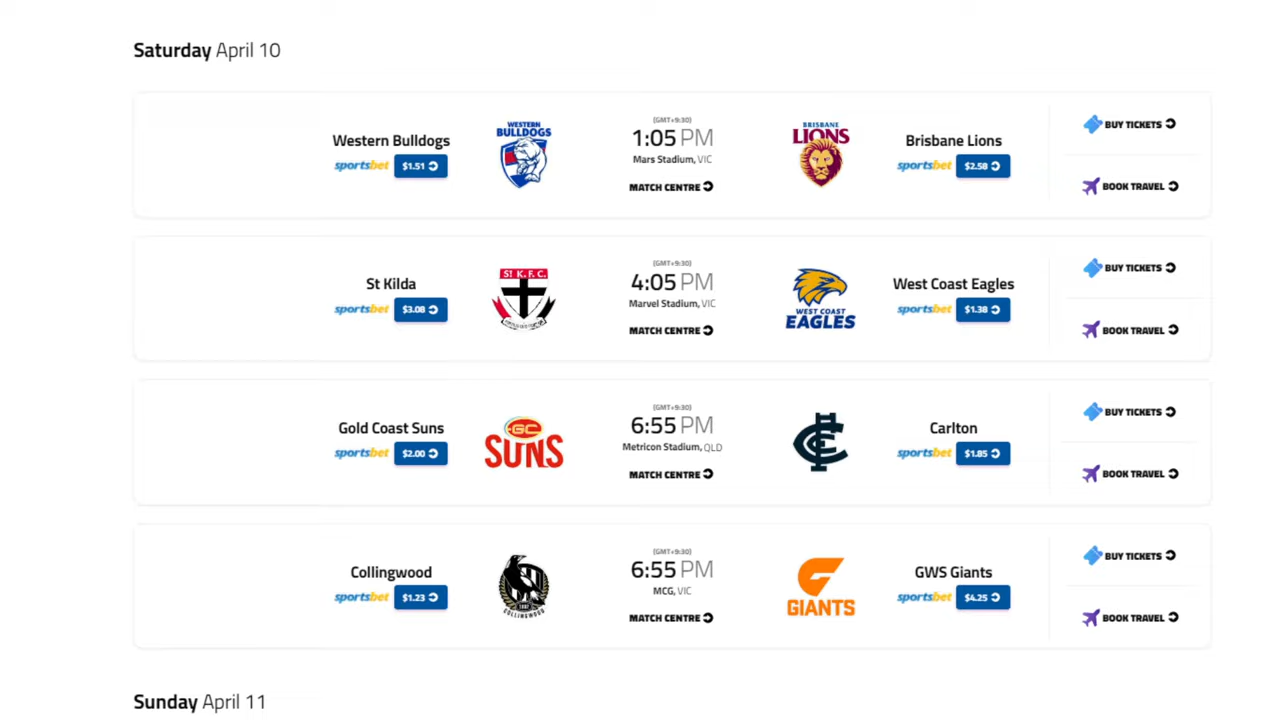 Saturday April 10
Western Bulldogs
sportsbet $1.51
WESTERN
BULLDOGS
(GMT+9:30)
1:05 PM
Mars Stadium, VIC
MATCH CENTRE
BRISBANE
LIONS
Brisbane Lions
sportsbet $2.58
BUY TICKETS
BOOK TRAVEL
St Kilda
sportsbet $3.08
ST K.F.C.
(GMT+9:30)
4:05 PM
Marvel Stadium, VIC
MATCH CENTRE
WEST COAST
EAGLES
West Coast Eagles
sportsbet $1.38
BUY TICKETS
BOOK TRAVEL
Gold Coast Suns
sportsbet $2.00
GC
SUNS
(GMT+9:30)
6:55 PM
Metricon Stadium, QLD
MATCH CENTRE
CFC
Carlton
sportsbet $1.85
BUY TICKETS
BOOK TRAVEL
Collingwood
sportsbet $1.23
1892
COLLINGWOOD
(GMT+9:30)
6:55 PM
MCG, VIC
MATCH CENTRE
G
GIANTS
GWS Giants
sportsbet $4.25
BUY TICKETS
BOOK TRAVEL
Sunday April 11